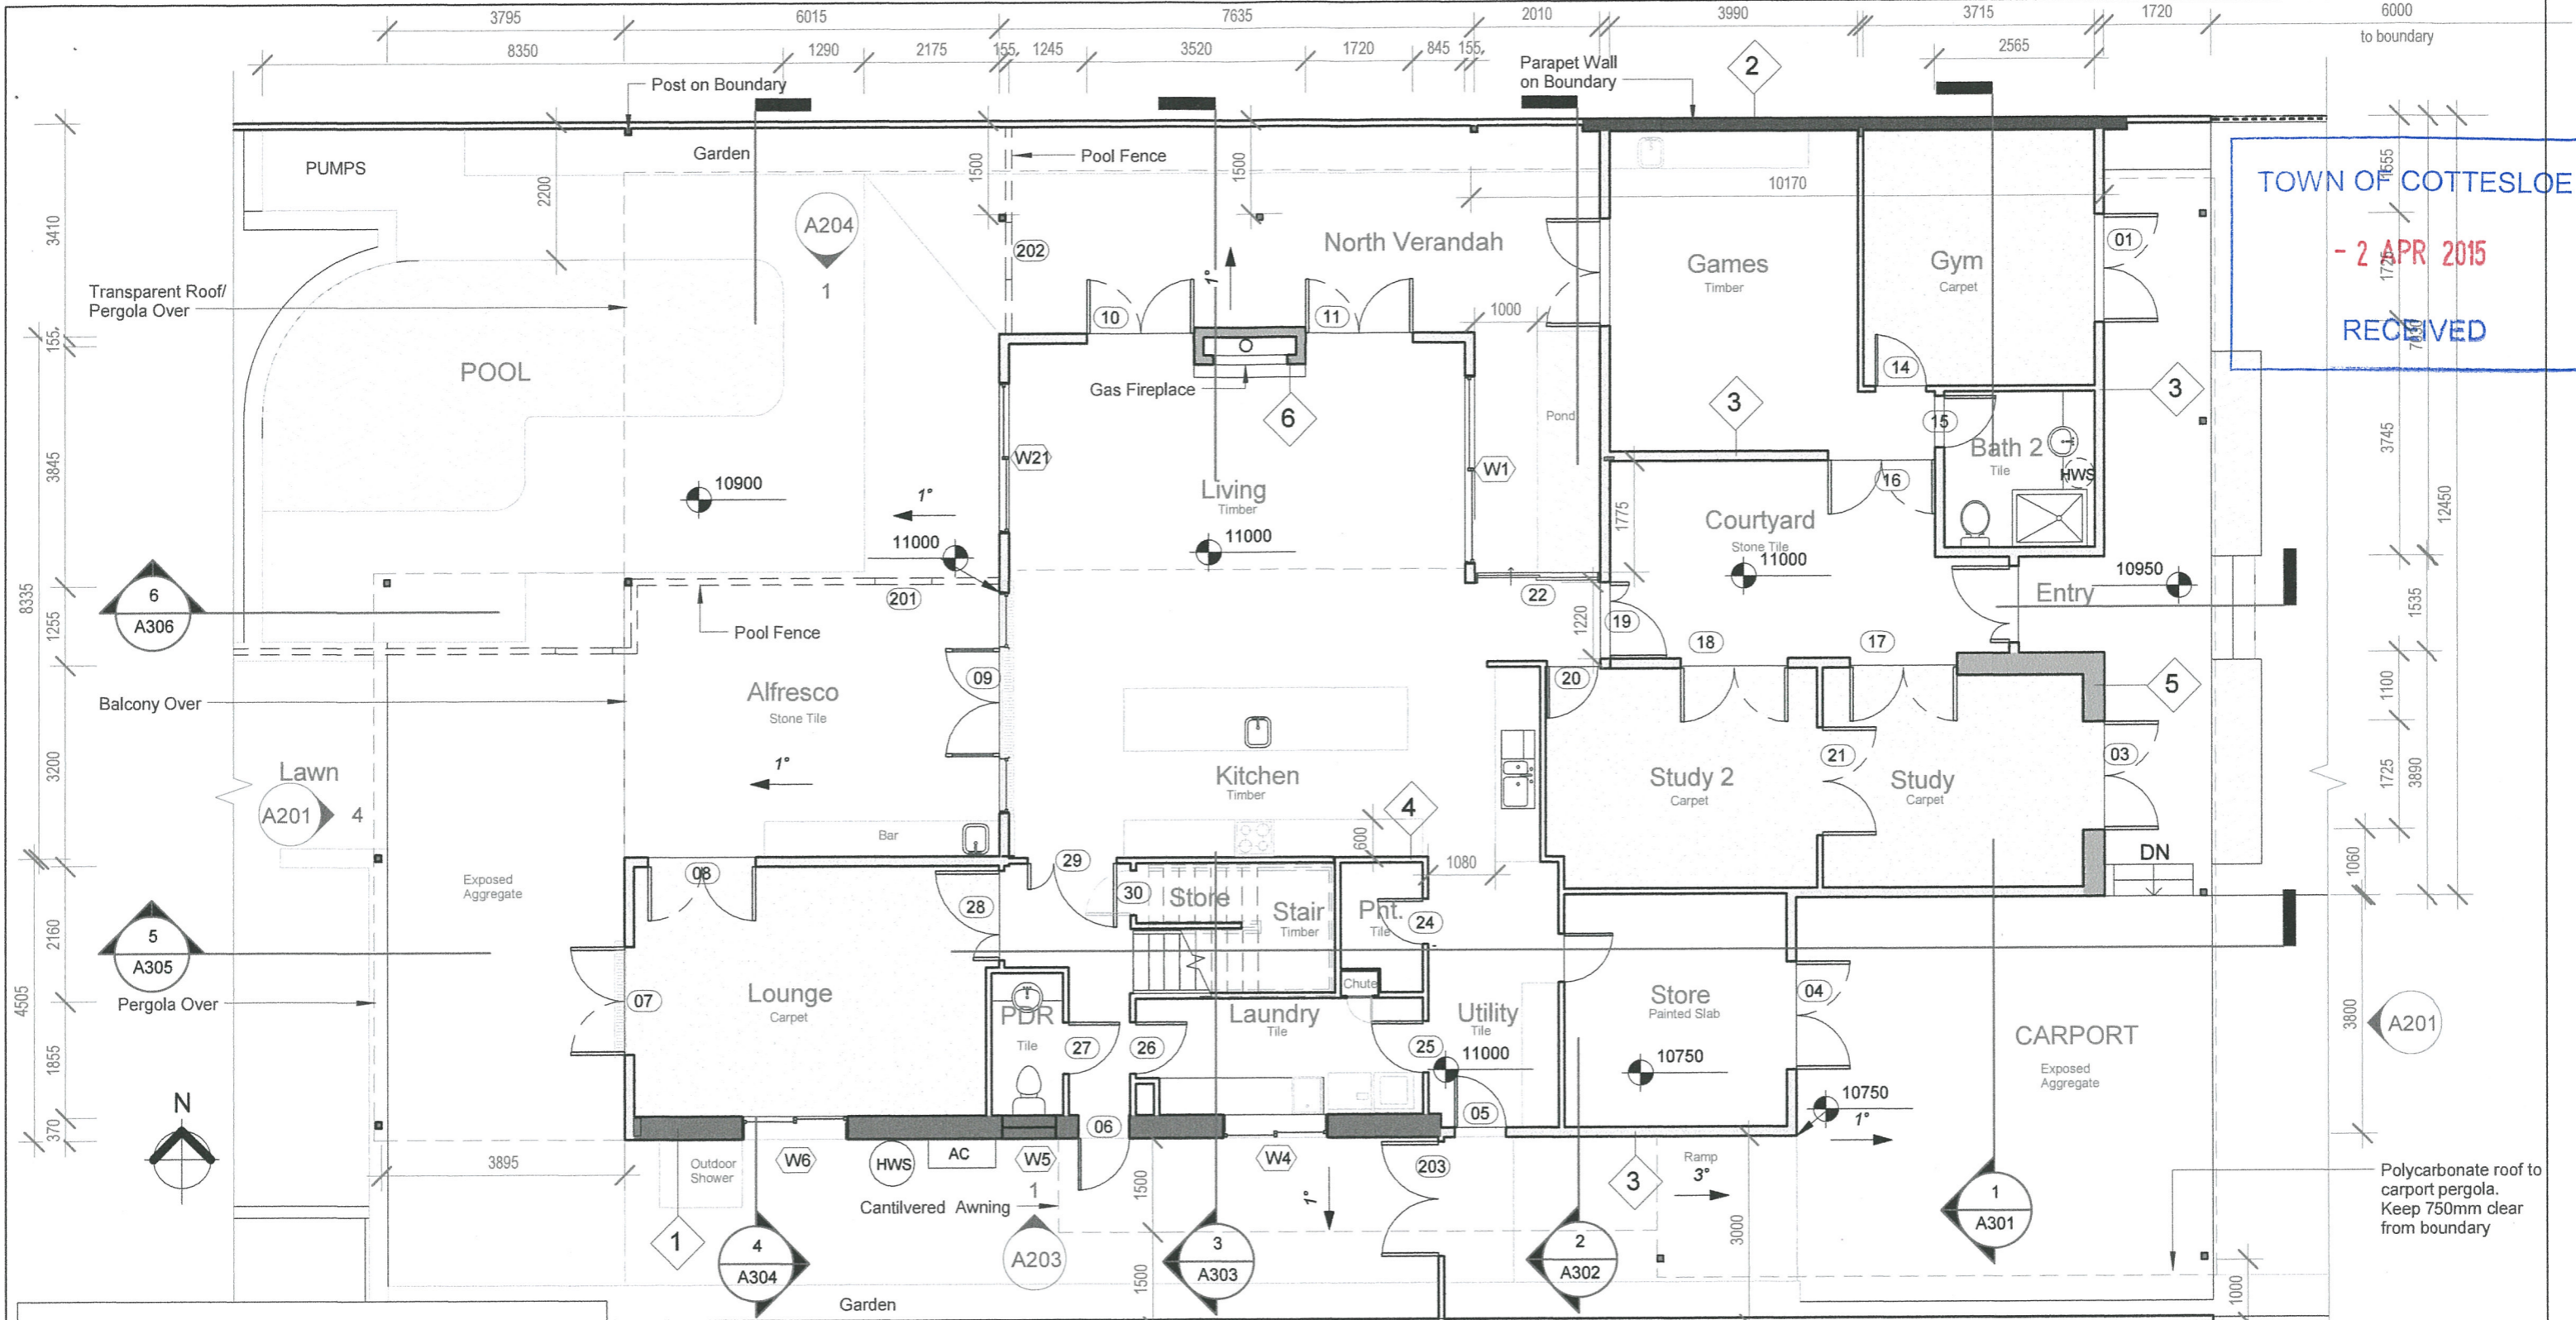 3795
6015
7635
2010
3990
3715
1720
6000
to boundary
8350
1290
2175
155
1245
3520
1720
845
155
2565
Post on Boundary
Parapet Wall
on Boundary
2
PUMPS
Garden
Pool Fence
2200
1500
1500
10170
1555
TOWN OF COTTESLOE
- 2 APR 2015
RECEIVED
1725
3410
A204
1
202
North Verandah
Games
Timber
Gym
Carpet
01
Transparent Roof/
Pergola Over
10
11
1°
1000
155
POOL
Gas Fireplace
6
14
3
3
Pond
15
Bath 2
Tile
HWS
3745
12450
3845
W21
W1
10900
1°
11000
Living
Timber
11000
1775
16
Courtyard
Stone Tile
11000
Entry
10950
1535
8335
1255
6
A306
201
Pool Fence
22
1220
19
18
17
Balcony Over
09
Alfresco
Stone Tile
20
5
1100
3200
Lawn
A201
4
1°
Kitchen
Timber
Study 2
Carpet
21
Study
Carpet
03
1725
3890
Bar
600
4
1080
DN
1060
Exposed
Aggregate
08
28
29
30
Store
Stair
Timber
Pht.
Tile
24
2160
5
A305
Pergola Over
07
Lounge
Carpet
PDR
Tile
Chute
Laundry
Tile
Utility
Tile
11000
Store
Painted Slab
10750
04
CARPORT
Exposed
Aggregate
3800
A201
4505
1855
27
26
25
05
10750
1°
370
N
06
3895
Outdoor
Shower
W6
HWS
AC
W5
W4
203
Ramp
3°
3
1500
1°
Cantilvered Awning
1
A203
1
4
A304
3
A303
2
A302
1
A301
3000
1500
1000
Polycarbonate roof to
carport pergola.
Keep 750mm clear
from boundary
Garden